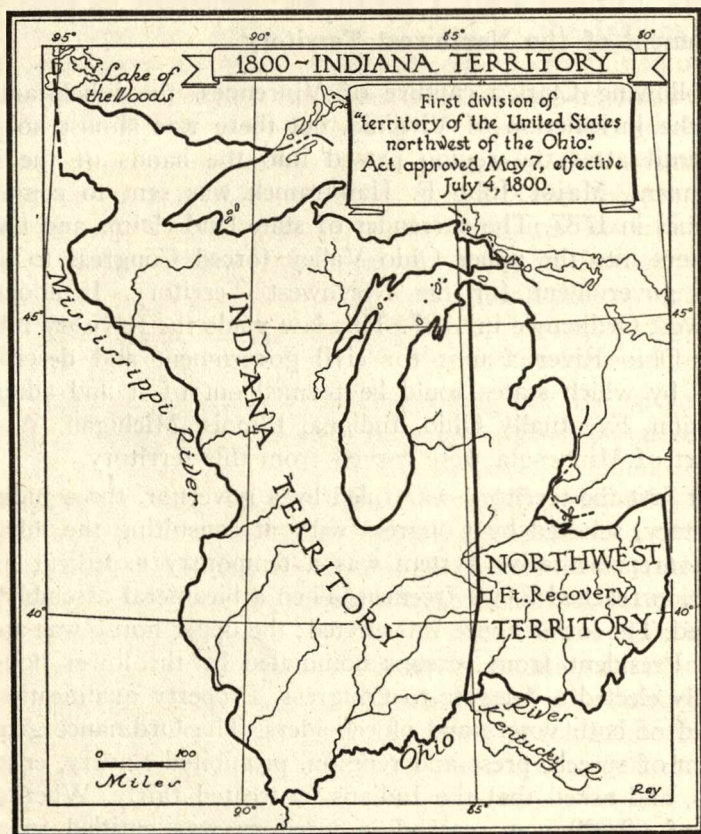 95°
90°
85°
80°
1800~INDIANA TERRITORY
Lake of
the Woods
First division of
"territory of the United States
northwest of the Ohio."
Act approved May 7, effective
July 4, 1800.
45°
45°
Mississippi River
INDIANA
TERRITORY
NORTHWEST
Ft. Recovery
TERRITORY
40°
40°
Ohio
River
Kentucky R.
0 100
Miles
90°
85°
Rey